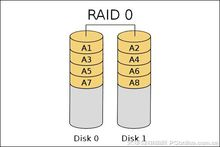 RAID 0
A1 A2
A3 A4
A5 A6
A7 A8
Disk 0 Disk 1